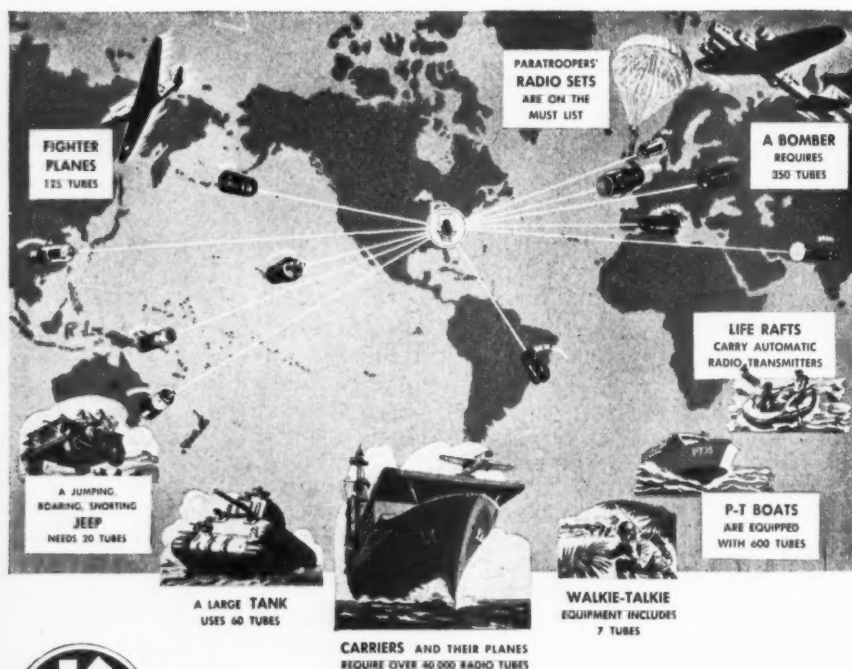 PARATROOPERS'
RADIO SETS
ARE ON THE
MUST LIST
FIGHTER
PLANES
125 TUBES
A BOMBER
REQUIRES
350 TUBES
LIFE RAFTS
CARRY AUTOMATIC
RADIO TRANSMITTERS
A JUMPING,
ROARING, SNORTING
JEEP
NEEDS 20 TUBES
P-T BOATS
ARE EQUIPPED
WITH 600 TUBES
A LARGE TANK
USES 60 TUBES
WALKIE-TALKIE
EQUIPMENT INCLUDES
7 TUBES
CARRIERS AND THEIR PLANES
REQUIRE OVER 40 000 RADIO TUBES